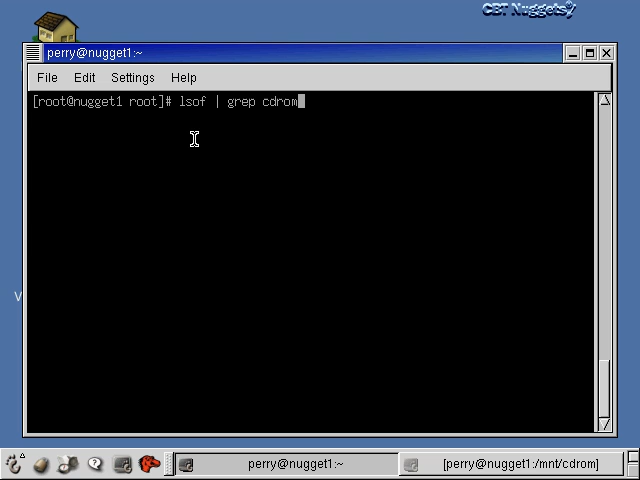 CBT Nuggets
perry@nugget1:~
File Edit Settings Help
[root@nugget1 root]# lsof | grep cdrom
V
perry@nugget1:~ [perry@nugget1:/mnt/cdrom]